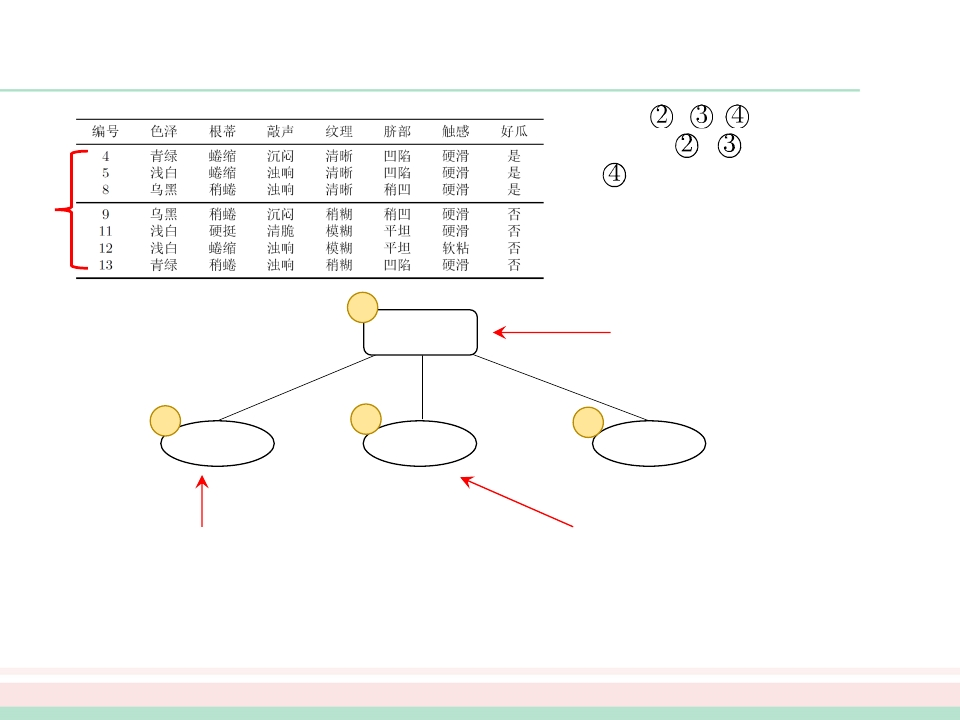 ② ③ ④
② ③
④
编号 色泽 根蒂 敲声 纹理 脐部 触感 好瓜
4 青绿 蜷缩 沉闷 清晰 凹陷 硬滑 是
5 浅白 蜷缩 浊响 清晰 凹陷 硬滑 是
8 乌黑 稍蜷 浊响 清晰 稍凹 硬滑 是
9 乌黑 稍蜷 沉闷 稍糊 稍凹 硬滑 否
11 浅白 硬挺 清脆 模糊 平坦 硬滑 否
12 浅白 蜷缩 浊响 模糊 平坦 软粘 否
13 青绿 稍蜷 浊响 稍糊 凹陷 硬滑 否